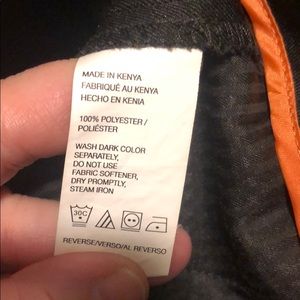 MADE IN KENYA
FABRIQUÉ AU KENYA
HECHO EN KENIA
100% POLYESTER /
POLIÉSTER
WASH DARK COLOR
SEPARATELY,
DO NOT USE
FABRIC SOFTENER,
DRY PROMPTLY,
STEAM IRON
30C
REVERSE/VERSO/AL REVERSO